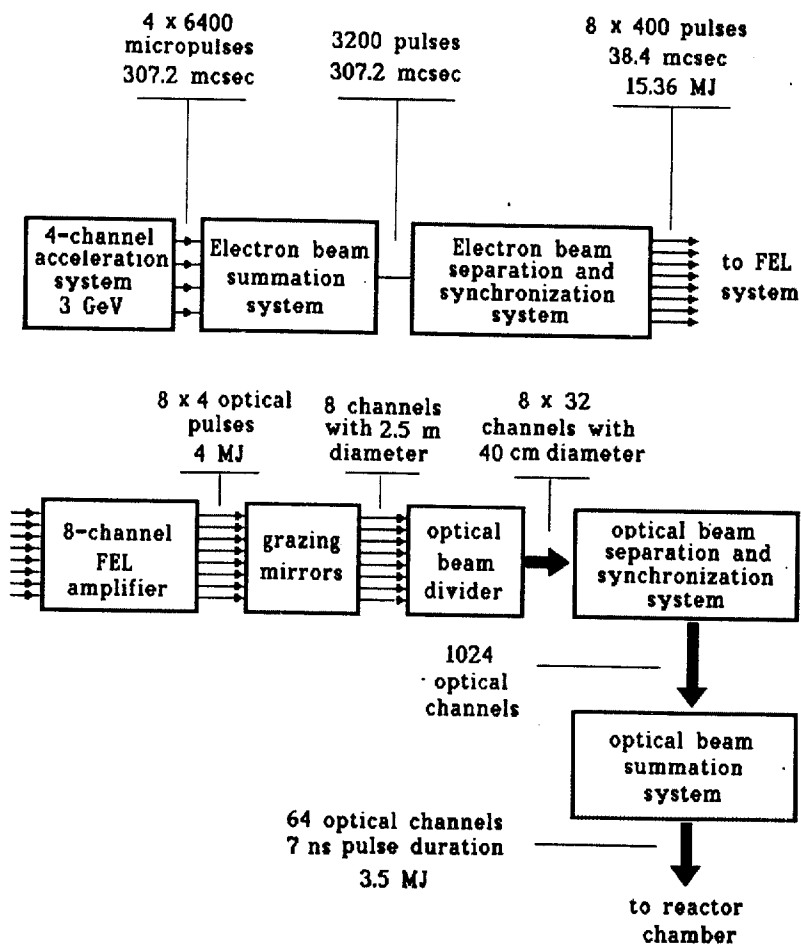 4 x 6400
micropulses
307.2 mcsec
3200 pulses
307.2 mcsec
8 x 400 pulses
38.4 mcsec
15.36 MJ
4-channel
acceleration
system
3 GeV
Electron beam
summation
system
Electron beam
separation and
synchronization
system
to FEL
system
8 x 4 optical
pulses
4 MJ
8 channels
with 2.5 m
diameter
8 x 32
channels with
40 cm diameter
8-channel
FEL
amplifier
grazing
mirrors
optical
beam
divider
optical beam
separation and
synchronization
system
1024
optical
channels
optical beam
summation
system
64 optical channels
7 ns pulse duration
3.5 MJ
to reactor
chamber